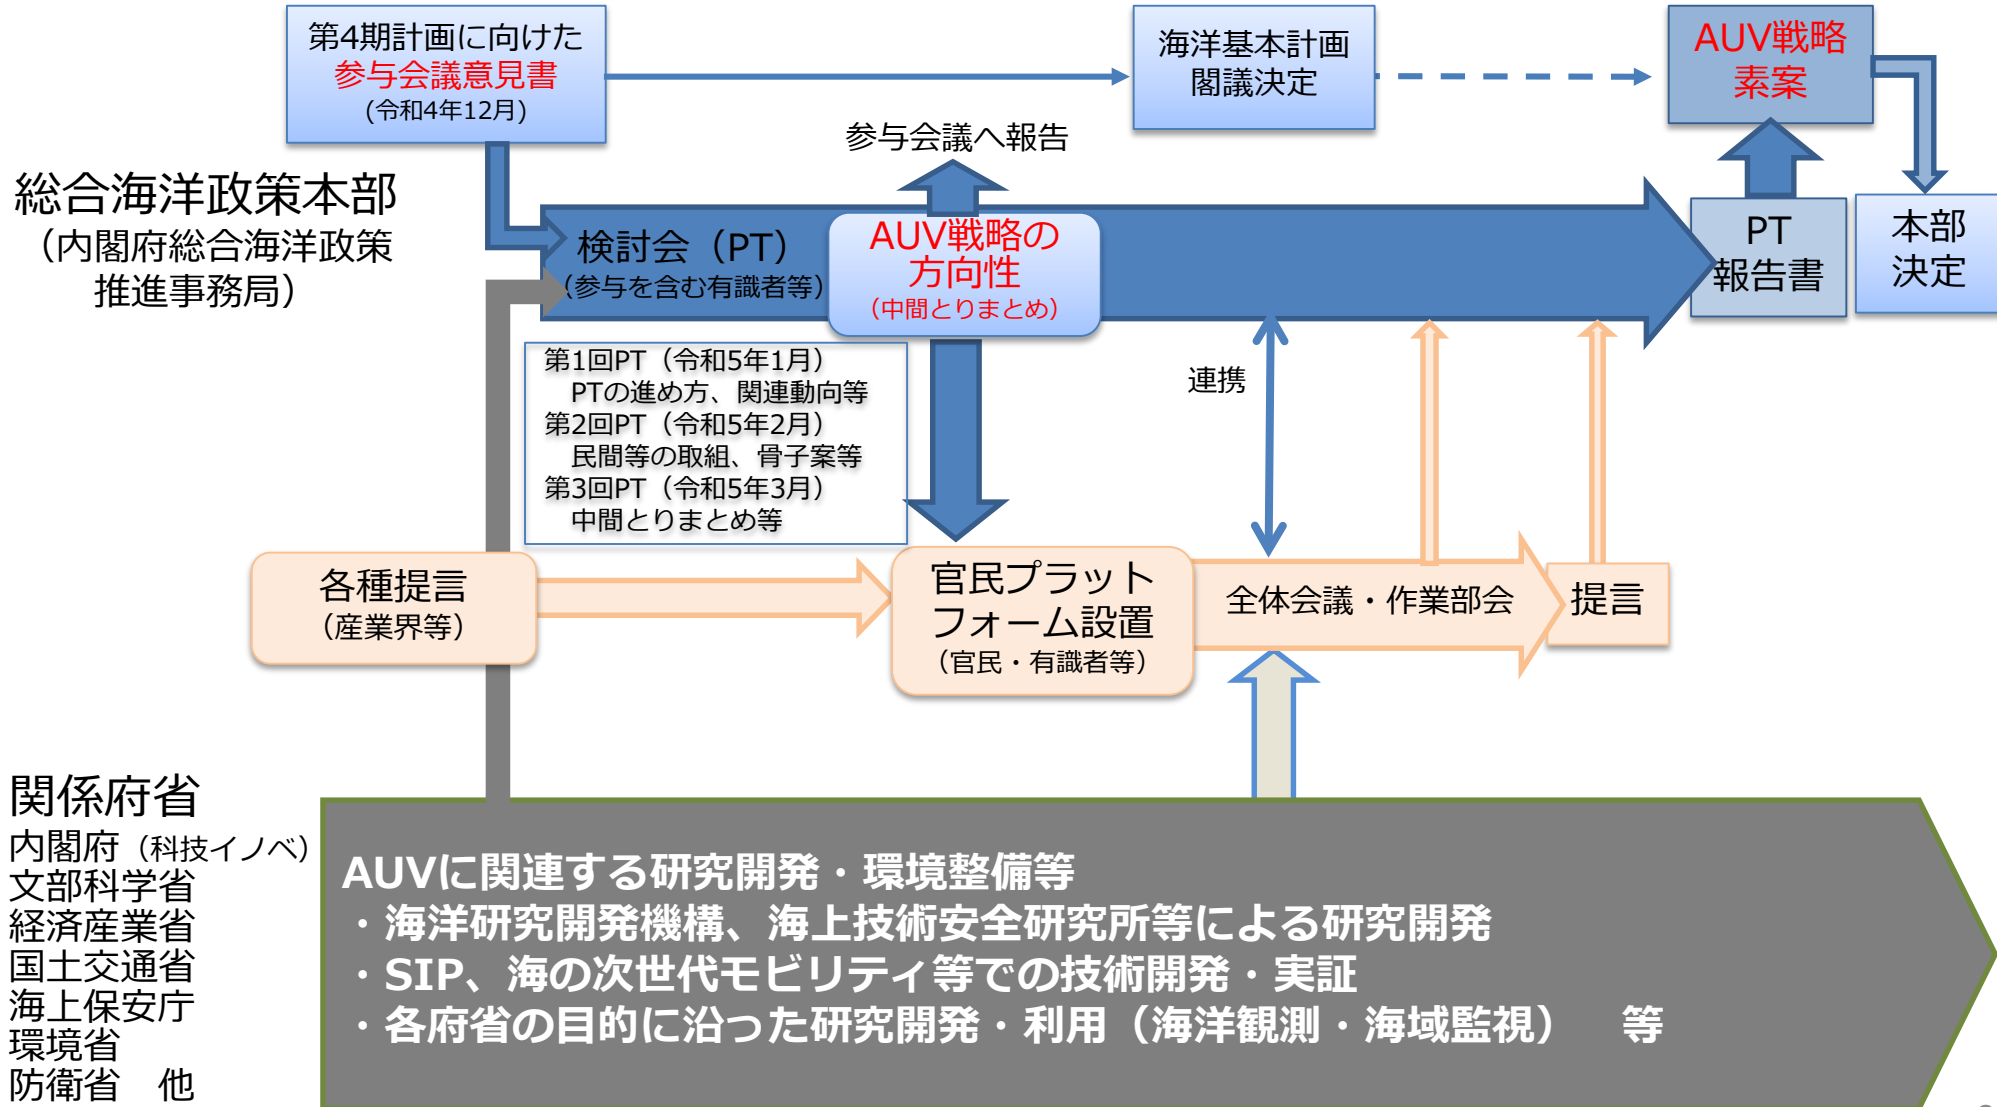 第4期計画に向けた
参与会議意見書
(令和4年12月)
海洋基本計画
閣議決定
AUV戦略
素案
参与会議へ報告
総合海洋政策本部
（内閣府総合海洋政策
推進事務局）
検討会（PT）
（参与を含む有識者等）
AUV戦略の
方向性
（中間とりまとめ）
PT
報告書
本部
決定
第1回PT（令和5年1月）
PTの進め方、関連動向等
第2回PT（令和5年2月）
民間等の取組、骨子案等
第3回PT（令和5年3月）
中間とりまとめ等
連携
各種提言
（産業界等）
官民プラット
フォーム設置
（官民・有識者等）
全体会議・作業部会
提言
関係府省
内閣府（科技イノベ）
文部科学省
経済産業省
国土交通省
海上保安庁
環境省
防衛省　他
AUVに関連する研究開発・環境整備等
・海洋研究開発機構、海上技術安全研究所等による研究開発
・SIP、海の次世代モビリティ等での技術開発・実証
・各府省の目的に沿った研究開発・利用（海洋観測・海域監視）　等